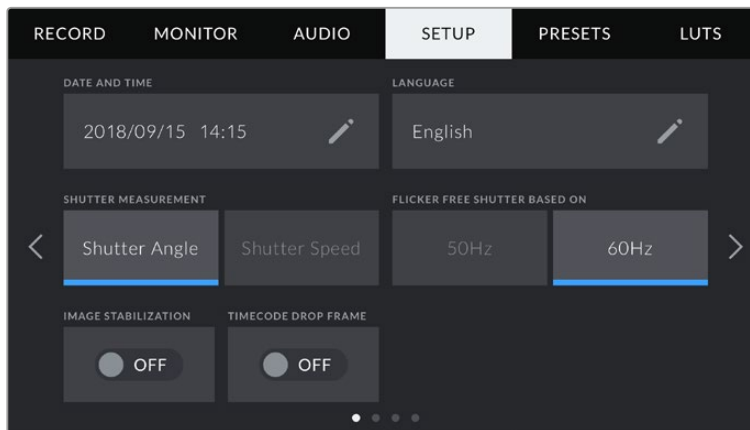 RECORD MONITOR AUDIO SETUP PRESETS LUTS
DATE AND TIME LANGUAGE
2018/09/15 14:15 English
SHUTTER MEASUREMENT FLICKER FREE SHUTTER BASED ON
Shutter Angle Shutter Speed 50Hz 60Hz
IMAGE STABILIZATION TIMECODE DROP FRAME
OFF OFF